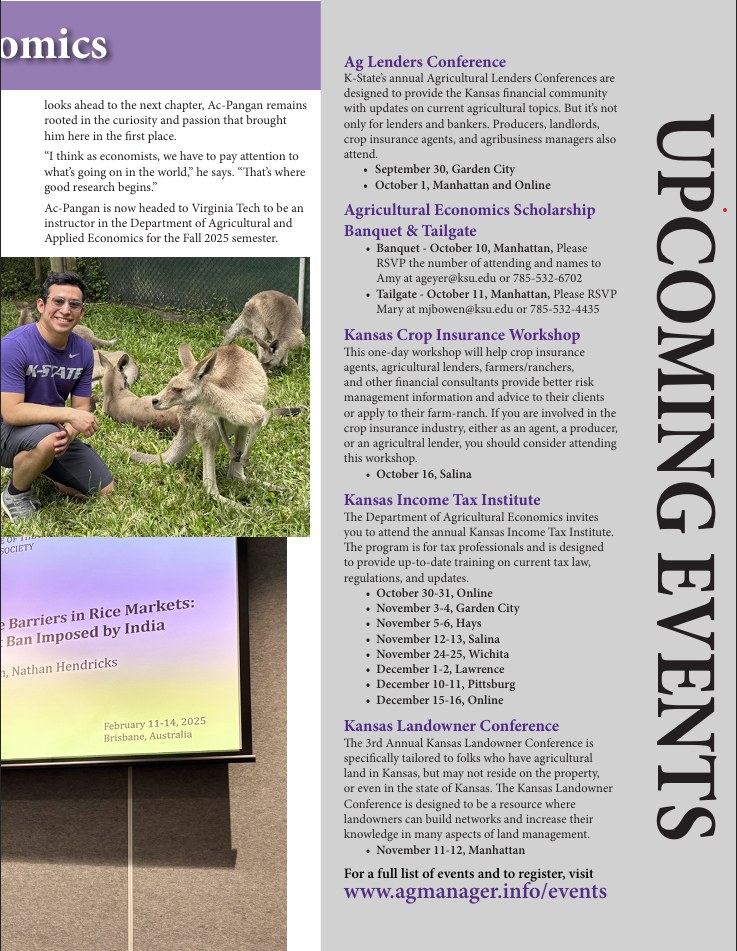 omics
looks ahead to the next chapter, Ac-Pangan remains
rooted in the curiosity and passion that brought
him here in the first place.
“I think as economists, we have to pay attention to
what’s going on in the world,” he says. “That’s where
good research begins.”
Ac-Pangan is now headed to Virginia Tech to be an
instructor in the Department of Agricultural and
Applied Economics for the Fall 2025 semester.
K-STATE
SOCIETY
Barriers in Rice Markets:
Ban Imposed by India
Nathan Hendricks
February 11-14, 2025
Brisbane, Australia
Ag Lenders Conference
K-State’s annual Agricultural Lenders Conferences are
designed to provide the Kansas financial community
with updates on current agricultural topics. But it’s not
only for lenders and bankers. Producers, landlords,
crop insurance agents, and agribusiness managers also
attend.
• September 30, Garden City
• October 1, Manhattan and Online
Agricultural Economics Scholarship
Banquet & Tailgate
• Banquet - October 10, Manhattan, Please
RSVP the number of attending and names to
Amy at ageyer@ksu.edu or 785-532-6702
• Tailgate - October 11, Manhattan, Please RSVP
Mary at mjbowen@ksu.edu or 785-532-4435
Kansas Crop Insurance Workshop
This one-day workshop will help crop insurance
agents, agricultural lenders, farmers/ranchers,
and other financial consultants provide better risk
management information and advice to their clients
or apply to their farm-ranch. If you are involved in the
crop insurance industry, either as an agent, a producer,
or an agricultral lender, you should consider attending
this workshop.
• October 16, Salina
Kansas Income Tax Institute
The Department of Agricultural Economics invites
you to attend the annual Kansas Income Tax Institute.
The program is for tax professionals and is designed
to provide up-to-date training on current tax law,
regulations, and updates.
• October 30-31, Online
• November 3-4, Garden City
• November 5-6, Hays
• November 12-13, Salina
• November 24-25, Wichita
• December 1-2, Lawrence
• December 10-11, Pittsburg
• December 15-16, Online
Kansas Landowner Conference
The 3rd Annual Kansas Landowner Conference is
specifically tailored to folks who have agricultural
land in Kansas, but may not reside on the property,
or even in the state of Kansas. The Kansas Landowner
Conference is designed to be a resource where
landowners can build networks and increase their
knowledge in many aspects of land management.
• November 11-12, Manhattan
For a full list of events and to register, visit
www.agmanager.info/events
UPCOMING EVENTS